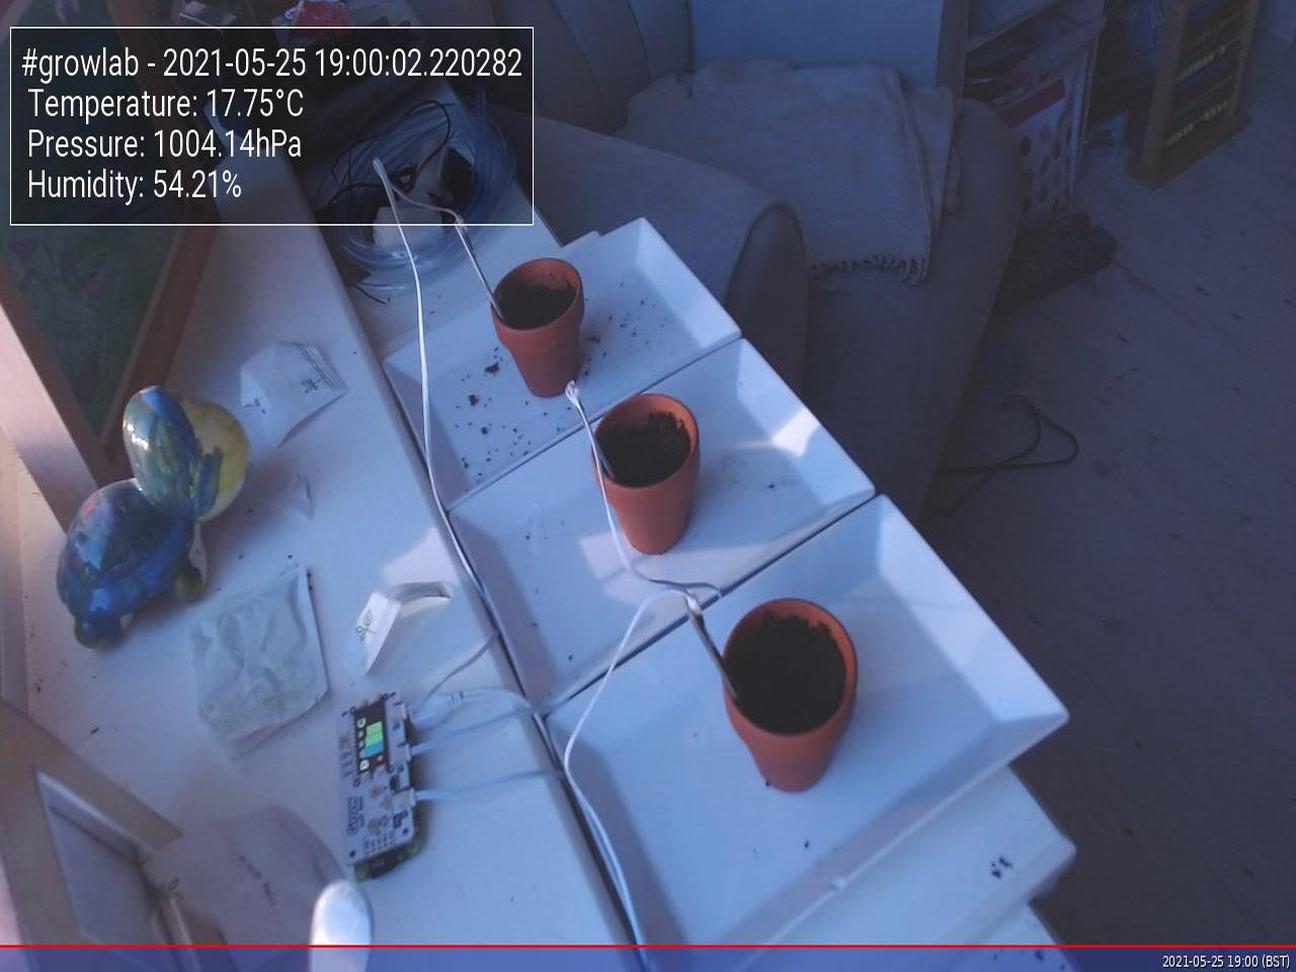 #growlab - 2021-05-25 19:00:02.220282
Temperature: 17.75°C
Pressure: 1004.14hPa
Humidity: 54.21%
2021-05-25 19:00 (BST)